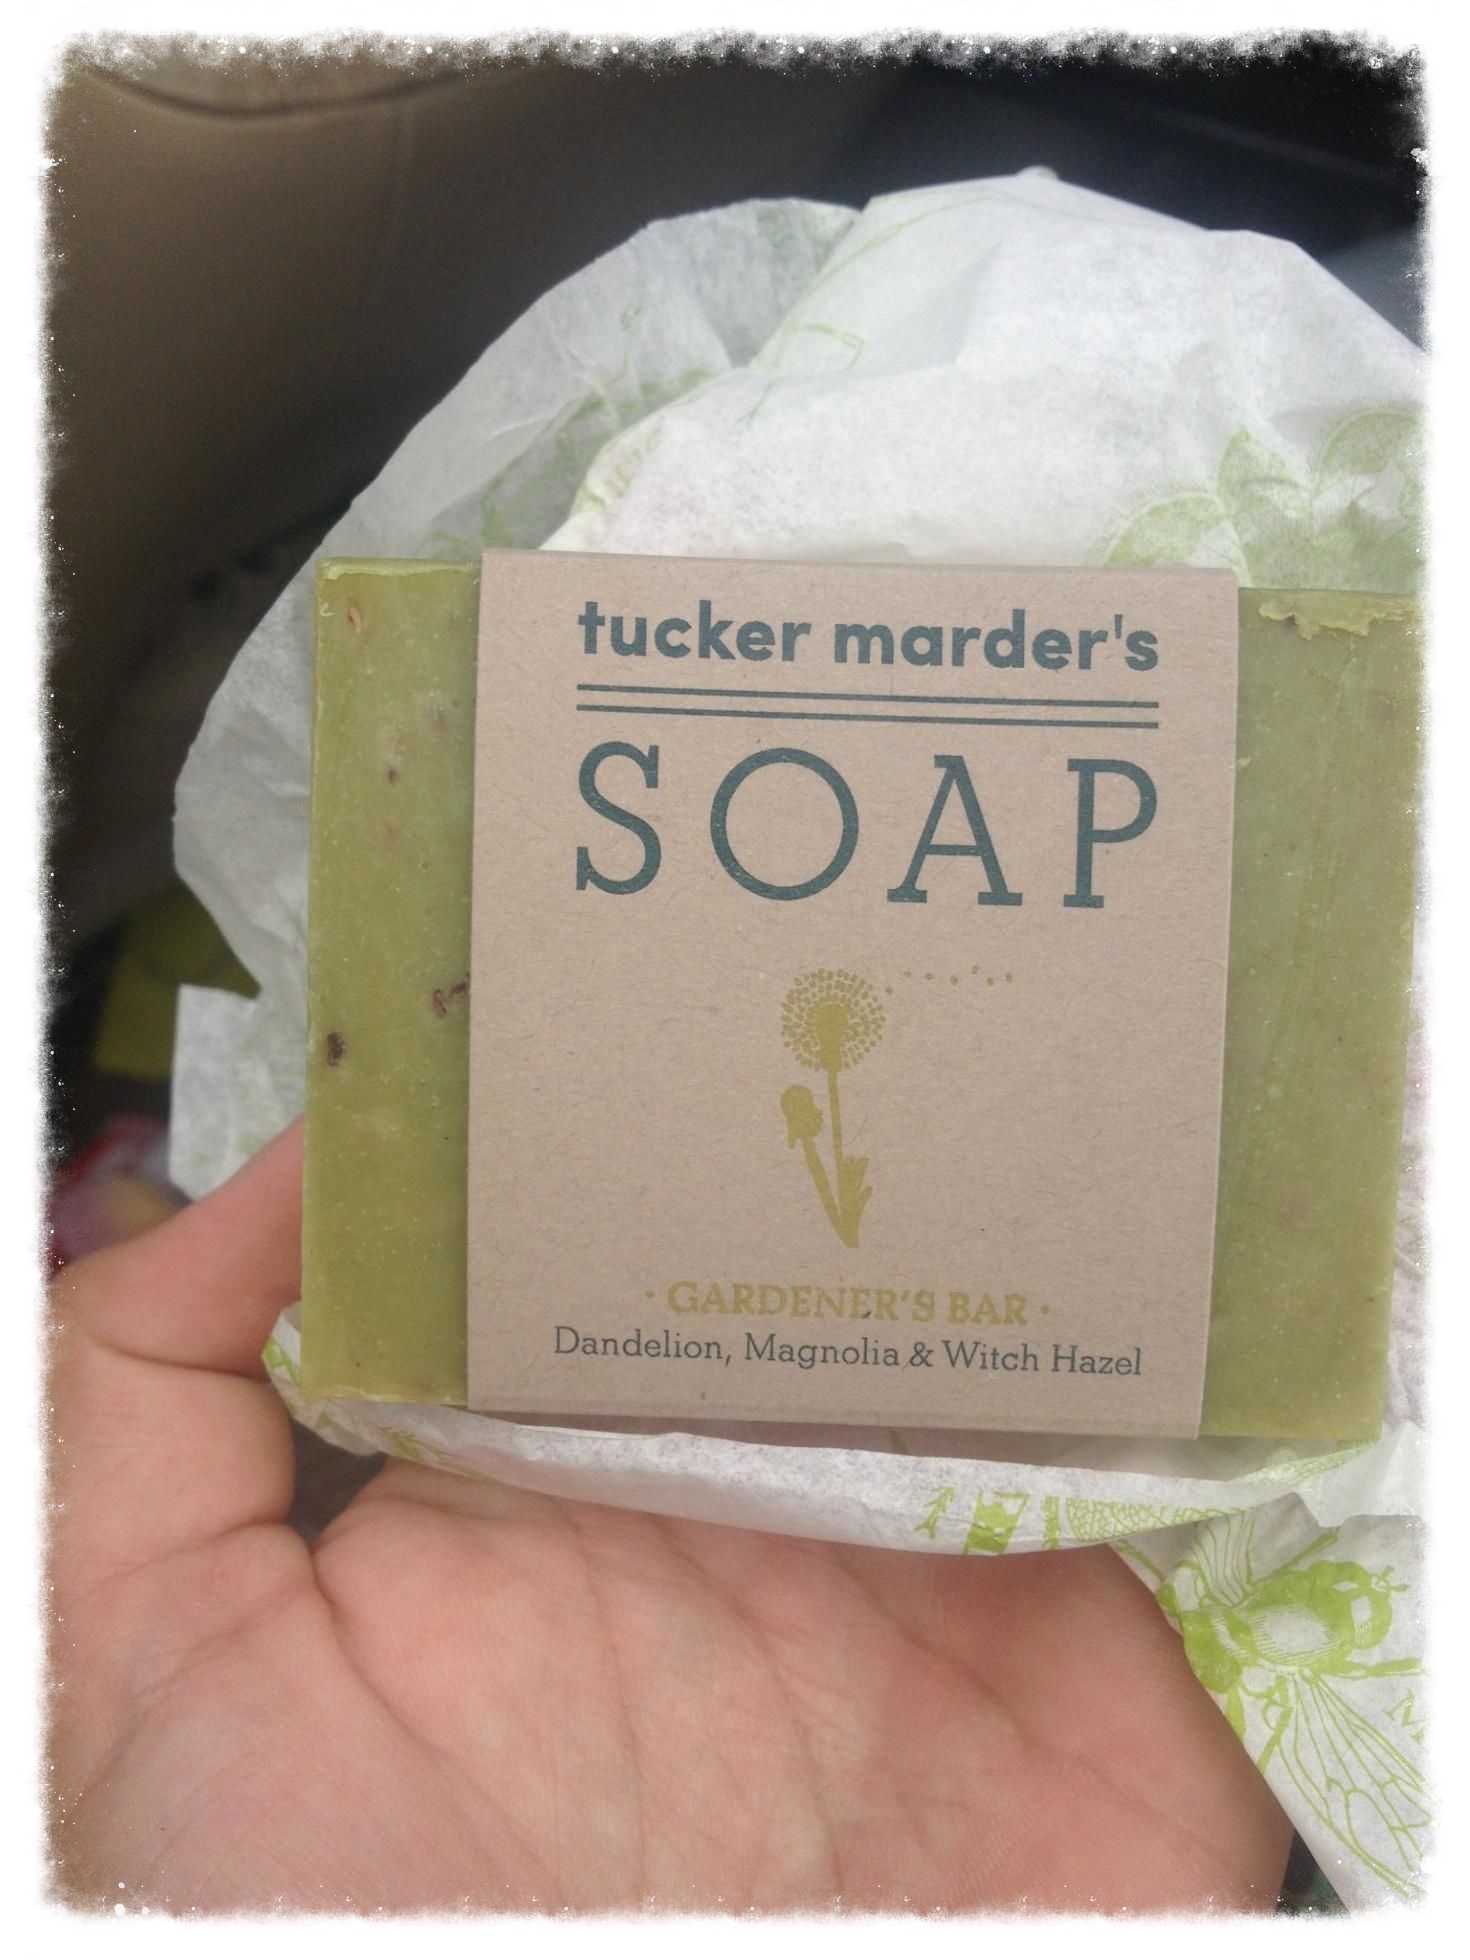 tucker marder's
SOAP
· GARDENER'S BAR ·
Dandelion, Magnolia & Witch Hazel